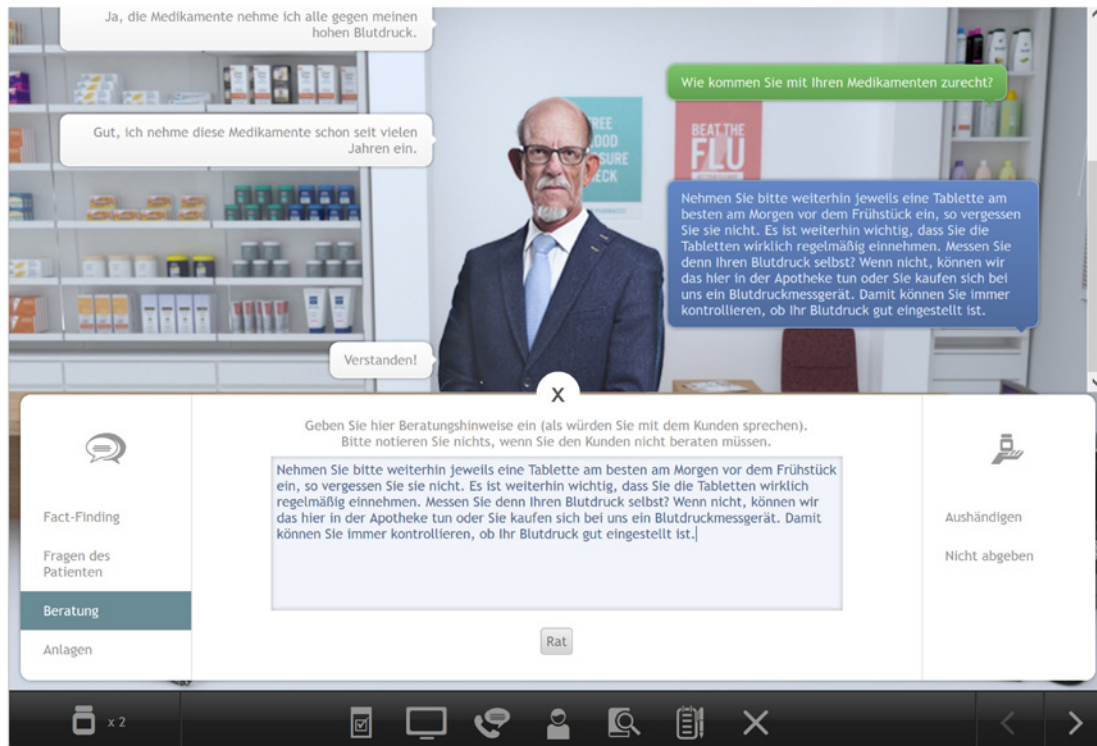 Ja, die Medikamente nehme ich alle gegen meinen
hohen Blutdruck.
Wie kommen Sie mit Ihren Medikamenten zurecht?
Gut, ich nehme diese Medikamente schon seit vielen
Jahren ein.
FREE
BLOOD
PRESSURE
CHECK
BEAT THE
FLU
Nehmen Sie bitte weiterhin jeweils eine Tablette am
besten am Morgen vor dem Frühstück ein, so vergessen
Sie sie nicht. Es ist weiterhin wichtig, dass Sie die
Tabletten wirklich regelmäßig einnehmen. Messen Sie
denn Ihren Blutdruck selbst? Wenn nicht, können wir
das hier in der Apotheke tun oder Sie kaufen sich bei
uns ein Blutdruckmessgerät. Damit können Sie immer
kontrollieren, ob Ihr Blutdruck gut eingestellt ist.
Verstanden!
X
Geben Sie hier Beratungshinweise ein (als würden Sie mit dem Kunden sprechen).
Bitte notieren Sie nichts, wenn Sie den Kunden nicht beraten müssen.
Nehmen Sie bitte weiterhin jeweils eine Tablette am besten am Morgen vor dem Frühstück
ein, so vergessen Sie sie nicht. Es ist weiterhin wichtig, dass Sie die Tabletten wirklich
regelmäßig einnehmen. Messen Sie denn Ihren Blutdruck selbst? Wenn nicht, können wir
das hier in der Apotheke tun oder Sie kaufen sich bei uns ein Blutdruckmessgerät. Damit
können Sie immer kontrollieren, ob Ihr Blutdruck gut eingestellt ist.
Rat
Fact-Finding
Fragen des
Patienten
Beratung
Anlagen
Aushändigen
Nicht abgeben
x 2